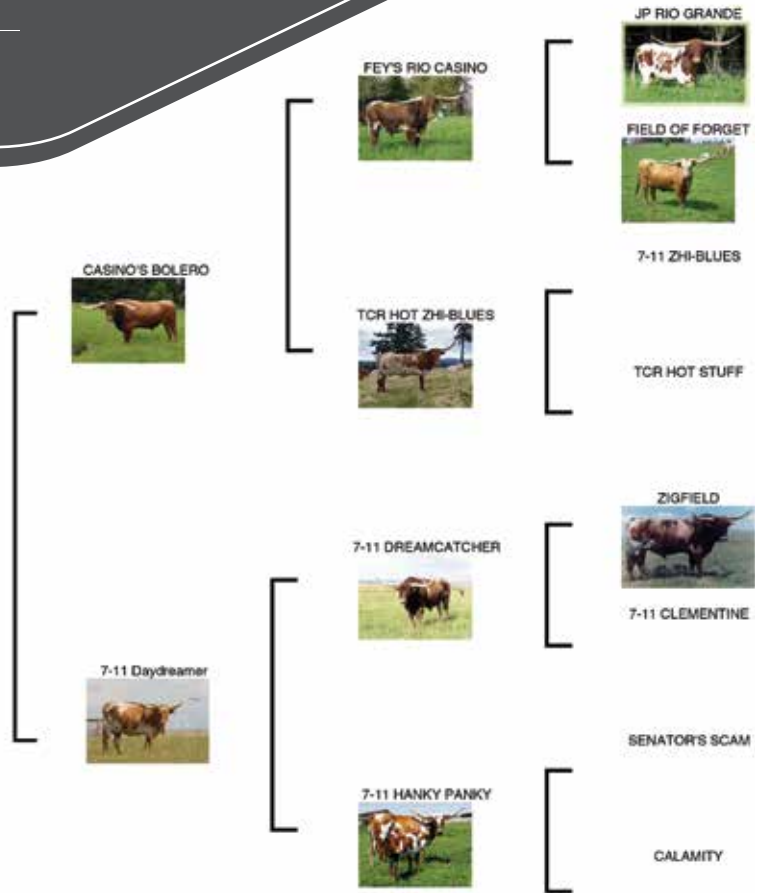 JP RIO GRANDE
FEY'S RIO CASINO
FIELD OF FORGET
7-11 ZHI-BLUES
CASINO'S BOLERO
TCR HOT ZHI-BLUES
TCR HOT STUFF
ZIGFIELD
7-11 DREAMCATCHER
7-11 CLEMENTINE
7-11 Daydreamer
SENATOR'S SCAM
7-11 HANKY PANKY
CALAMITY